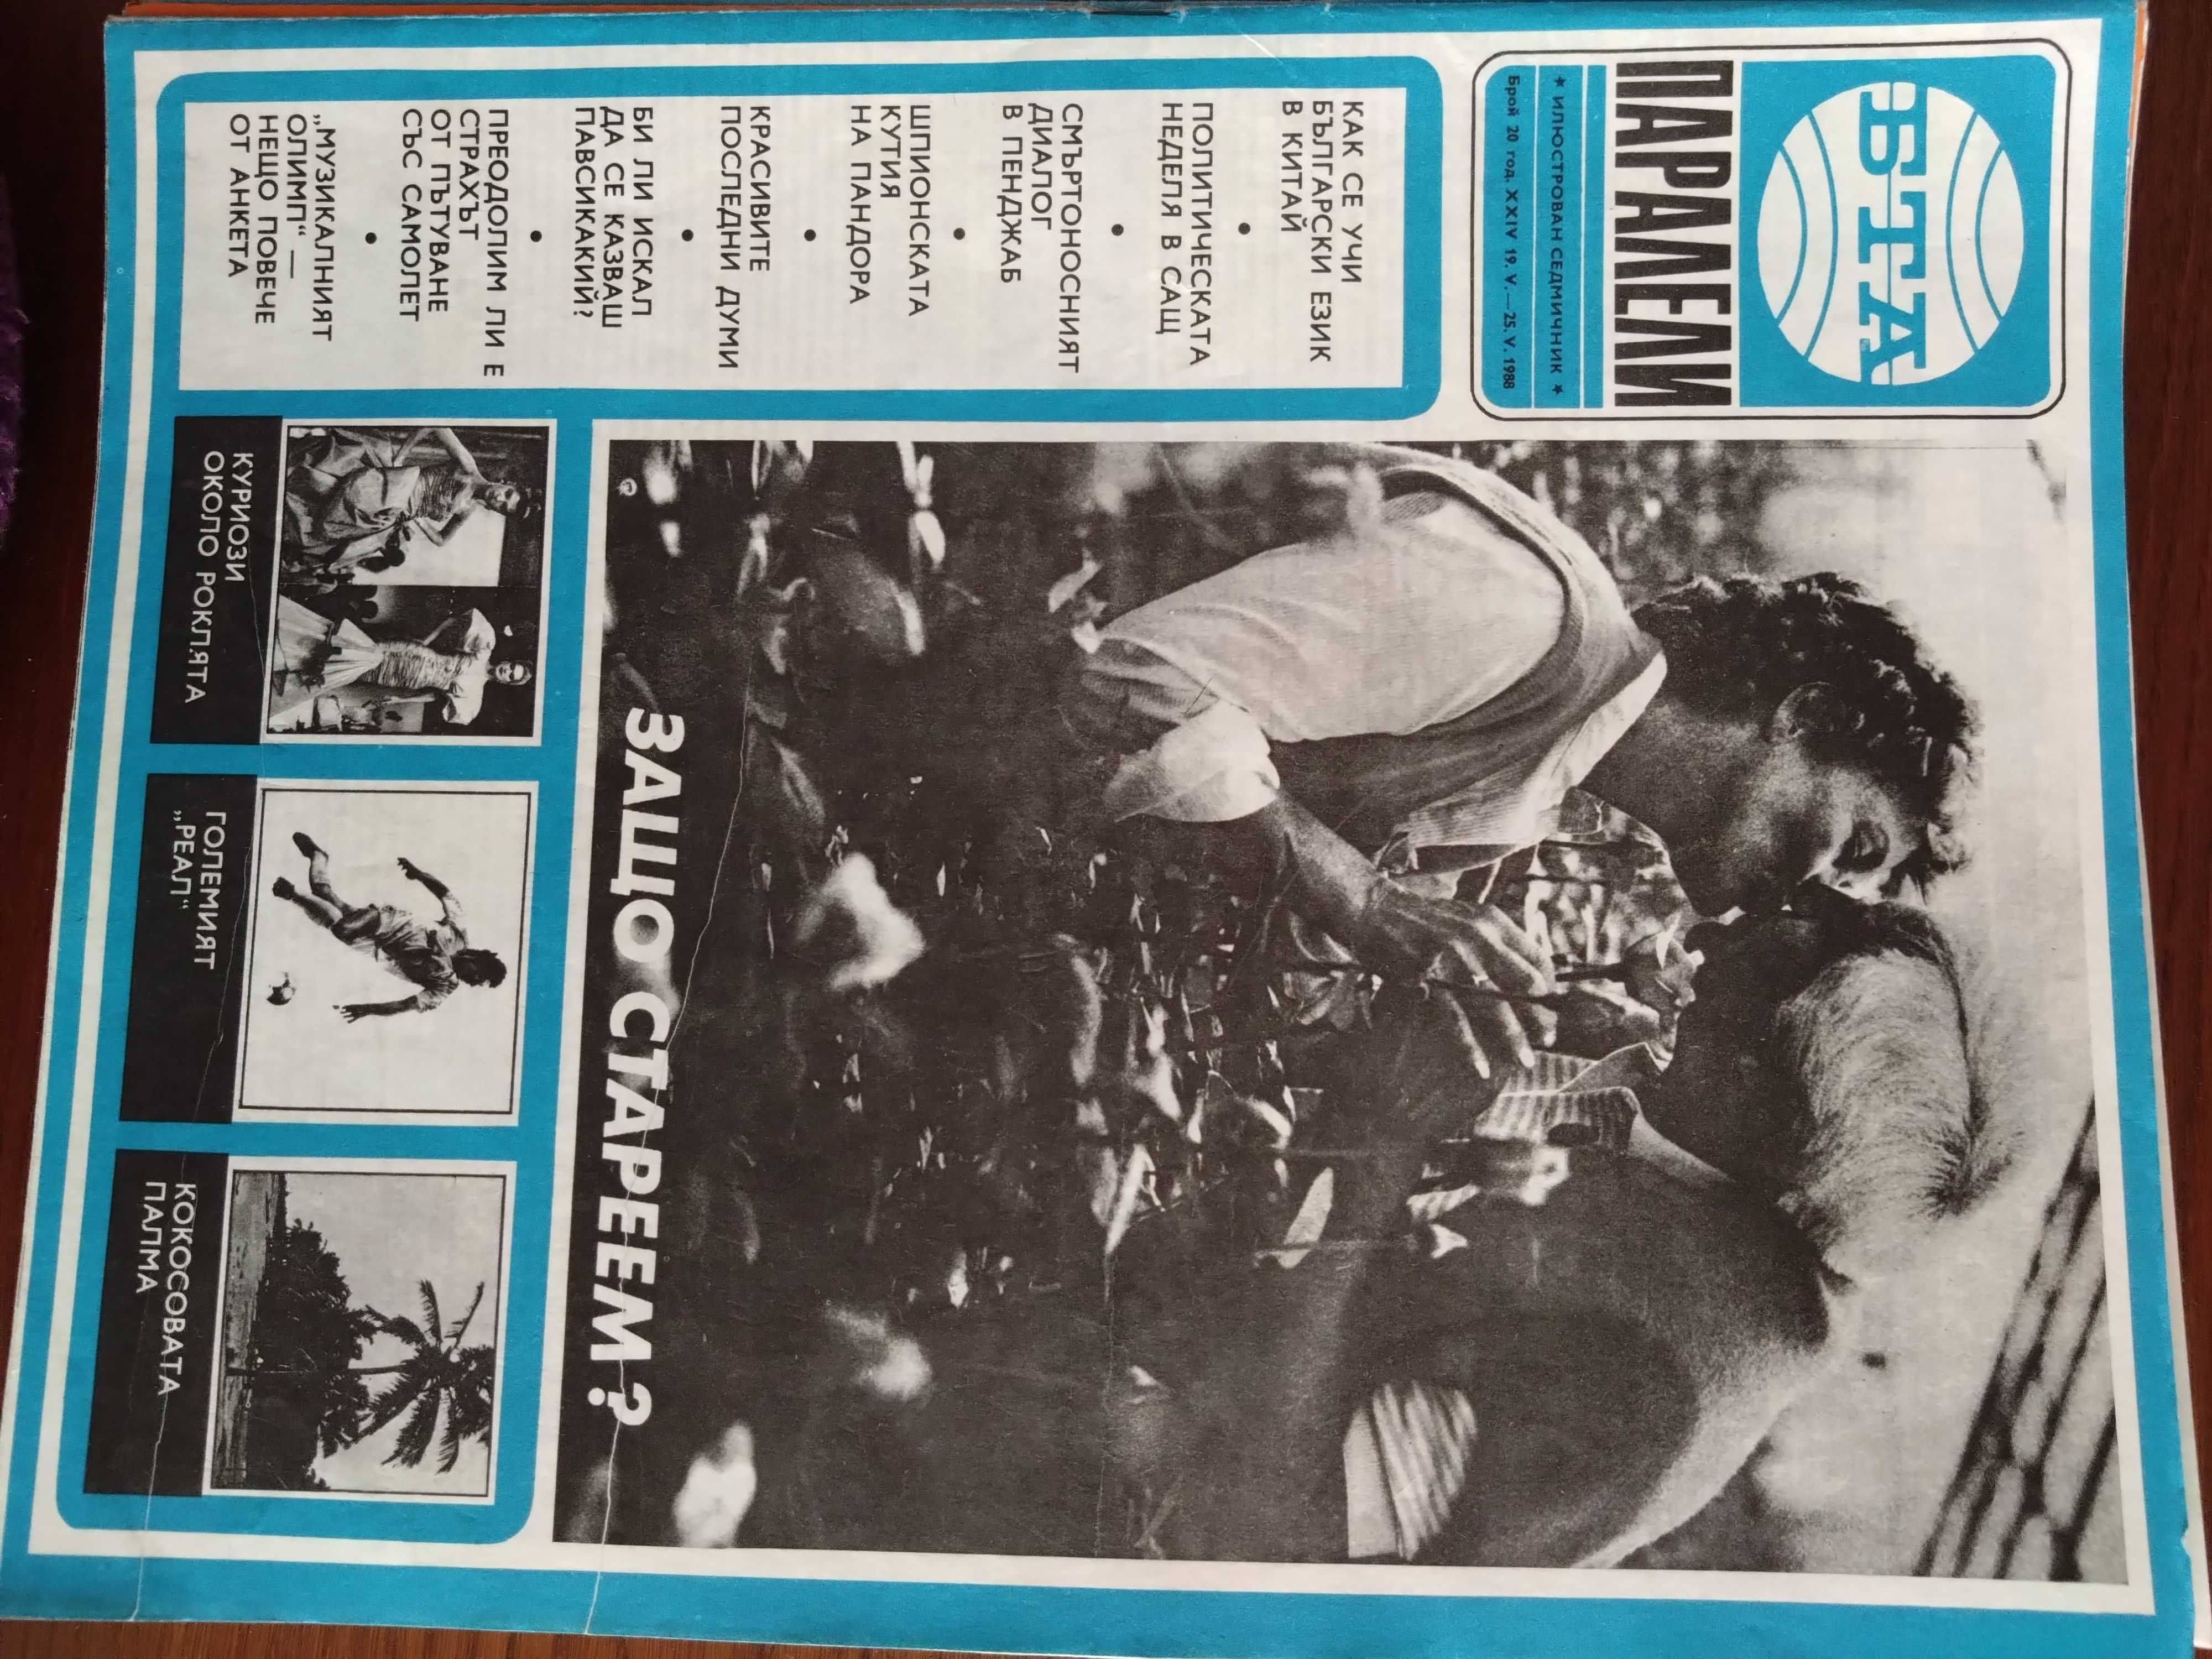 БТА
ПАРАЛЕЛИ
* ИЛЮСТРОВАН СЕДМИЧНИК *
Брой 20 год. XXIV 19. V.—25. V. 1988
КАК СЕ УЧИ
БЪЛГАРСКИ ЕЗИК
В КИТАЙ
•
ПОЛИТИЧЕСКАТА
НЕДЕЛЯ В САЩ
•
СМЪРТОНОСНИЯТ
ДИАЛОГ
В ПЕНДЖАБ
•
ШПИОНСКАТА
КУТИЯ
НА ПАНДОРА
•
КРАСИВИТЕ
ПОСЛЕДНИ ДУМИ
•
БИ ЛИ ИСКАЛ
ДА СЕ КАЗВАШ
ПАВСИКАКИЙ?
•
ПРЕОДОЛИМ ЛИ Е
СТРАХЪТ
ОТ ПЪТУВАНЕ
СЪС САМОЛЕТ
•
„МУЗИКАЛНИЯТ
ОЛИМП“ —
НЕЩО ПОВЕЧЕ
ОТ АНКЕТА
ЗАЩО СТАРЕЕМ?
КУРИОЗИ
ОКОЛО РОКЛЯТА
ГОЛЕМИЯТ
„РЕАЛ“
КОКОСОВАТА
ПАЛМА